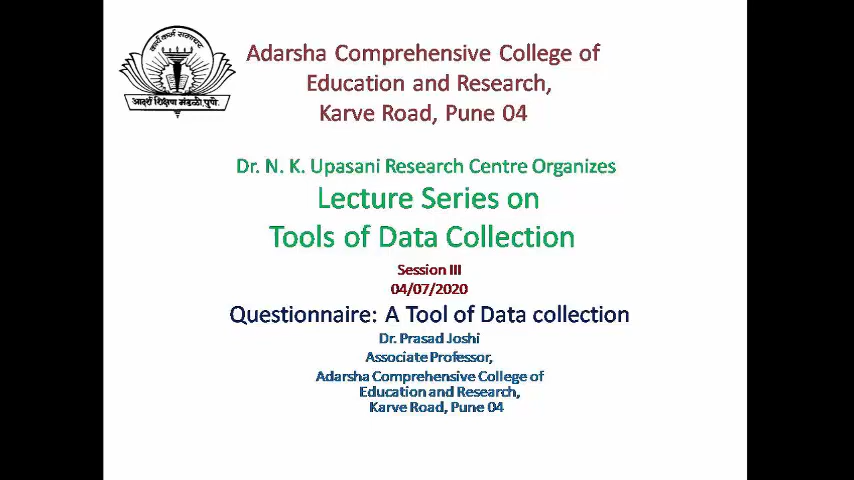 कार्यकर्म समाचार
आदर्श शिक्षण मंडळी, पुणे.
Adarsha Comprehensive College of
Education and Research,
Karve Road, Pune 04
Dr. N. K. Upasani Research Centre Organizes
Lecture Series on
Tools of Data Collection
Session III
04/07/2020
Questionnaire: A Tool of Data collection
Dr. Prasad Joshi
Associate Professor,
Adarsha Comprehensive College of
Education and Research,
Karve Road, Pune 04